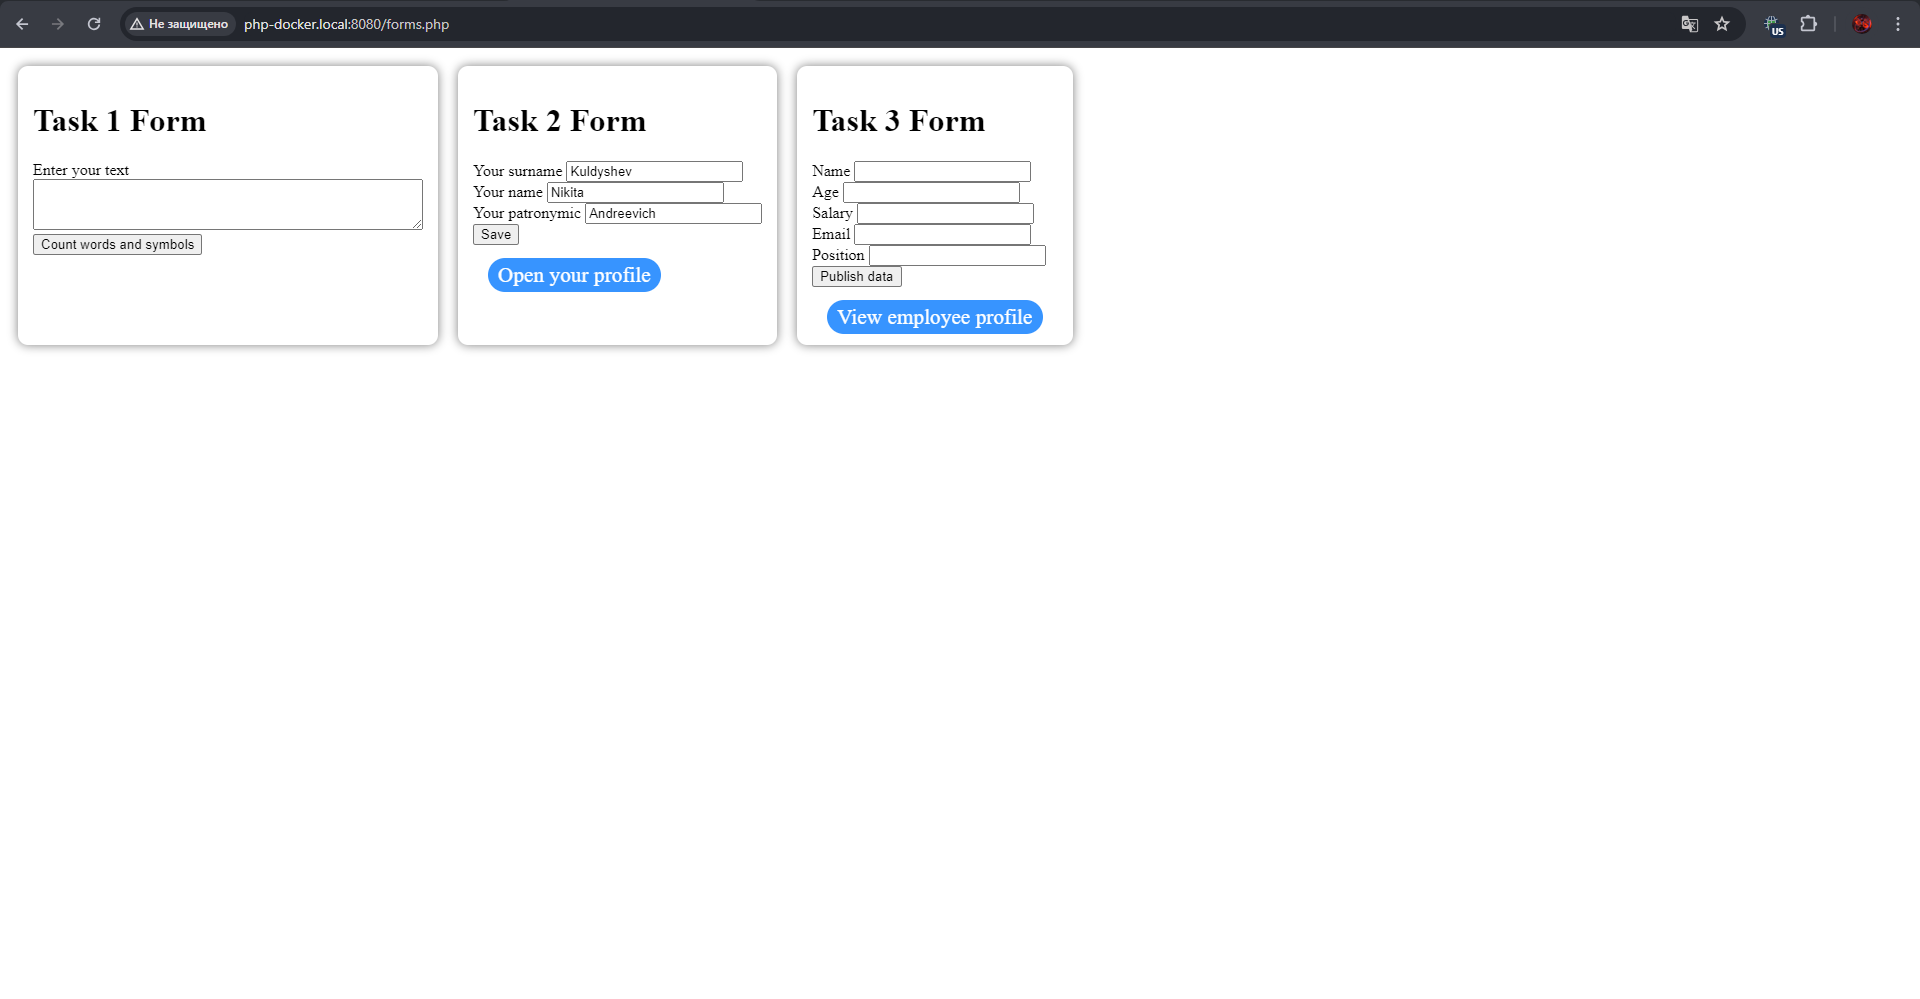 Не защищено php-docker.local:8080/forms.php
US
Task 1 Form
Enter your text
Count words and symbols
Task 2 Form
Your surname Kuldyshev
Your name Nikita
Your patronymic Andreevich
Save
Open your profile
Task 3 Form
Name
Age
Salary
Email
Position
Publish data
View employee profile